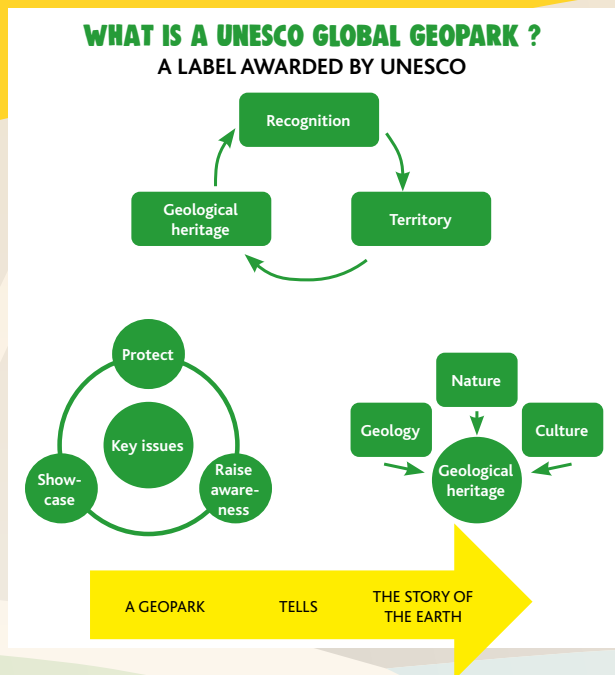 WHAT IS A UNESCO GLOBAL GEOPARK ?
A LABEL AWARDED BY UNESCO
Recognition
Geological
heritage
Territory
Protect
Key issues
Show-
case
Raise
aware-
ness
Nature
Geology
Culture
Geological
heritage
A GEOPARK
TELLS
THE STORY OF
THE EARTH